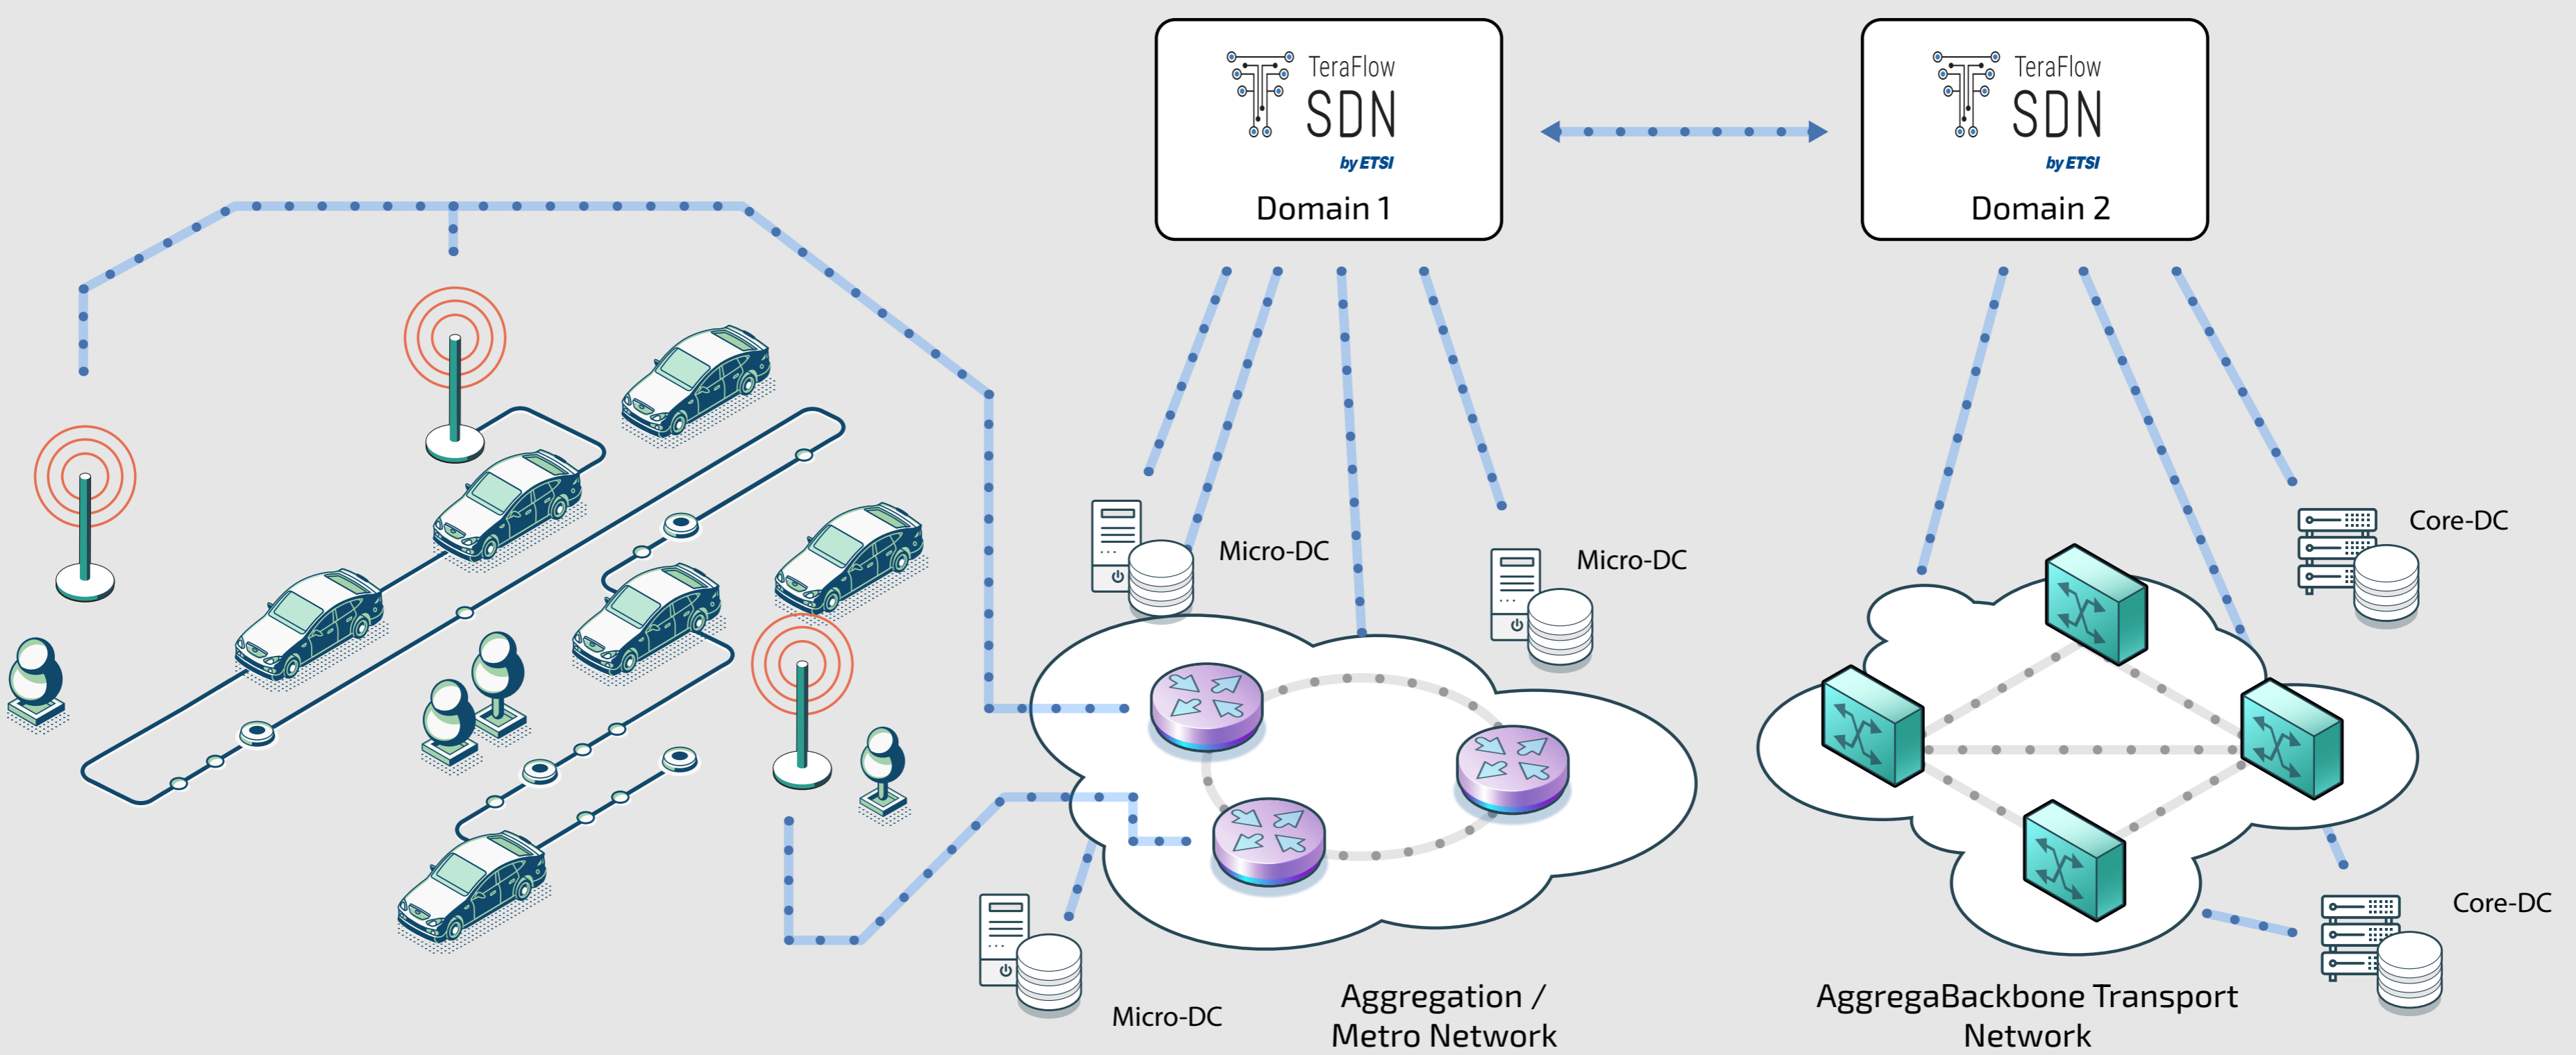 TeraFlow
SDN
by ETSI
Domain 1
TeraFlow
SDN
by ETSI
Domain 2
Micro-DC
Micro-DC
Core-DC
Micro-DC
Core-DC
Aggregation /
Metro Network
AggregaBackbone Transport
Network